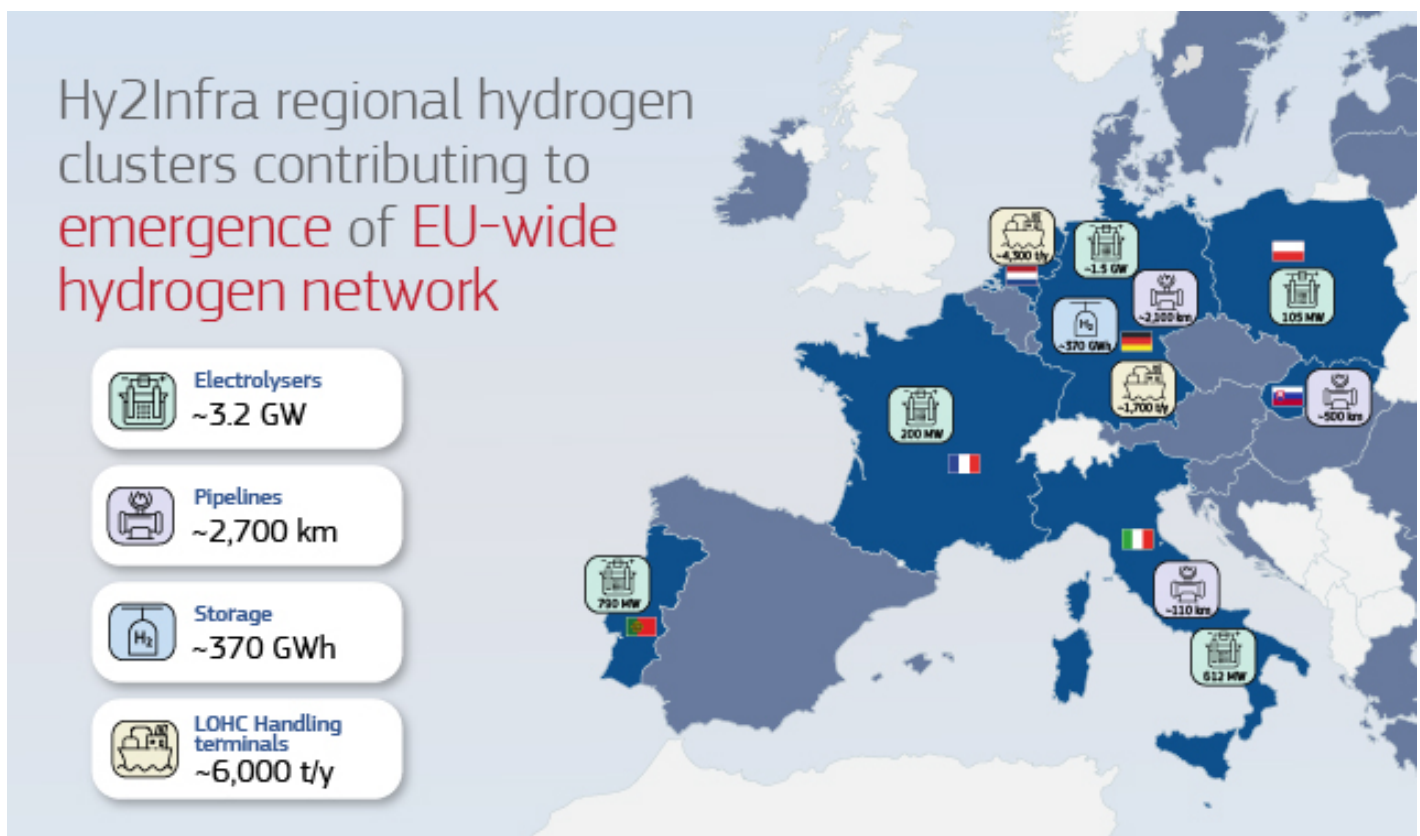 Hy2Infra regional hydrogen
clusters contributing to
emergence of EU-wide
hydrogen network
Electrolysers
~3.2 GW
Pipelines
~2,700 km
H₂
Storage
~370 GWh
LOHC Handling
terminals
~6,000 t/y
~4,300 t/y
~1.5 GW
~2,100 km
H₂
~370 GWh
~1,700 t/y
105 MW
~500 km
200 MW
790 MW
~110 km
612 MW